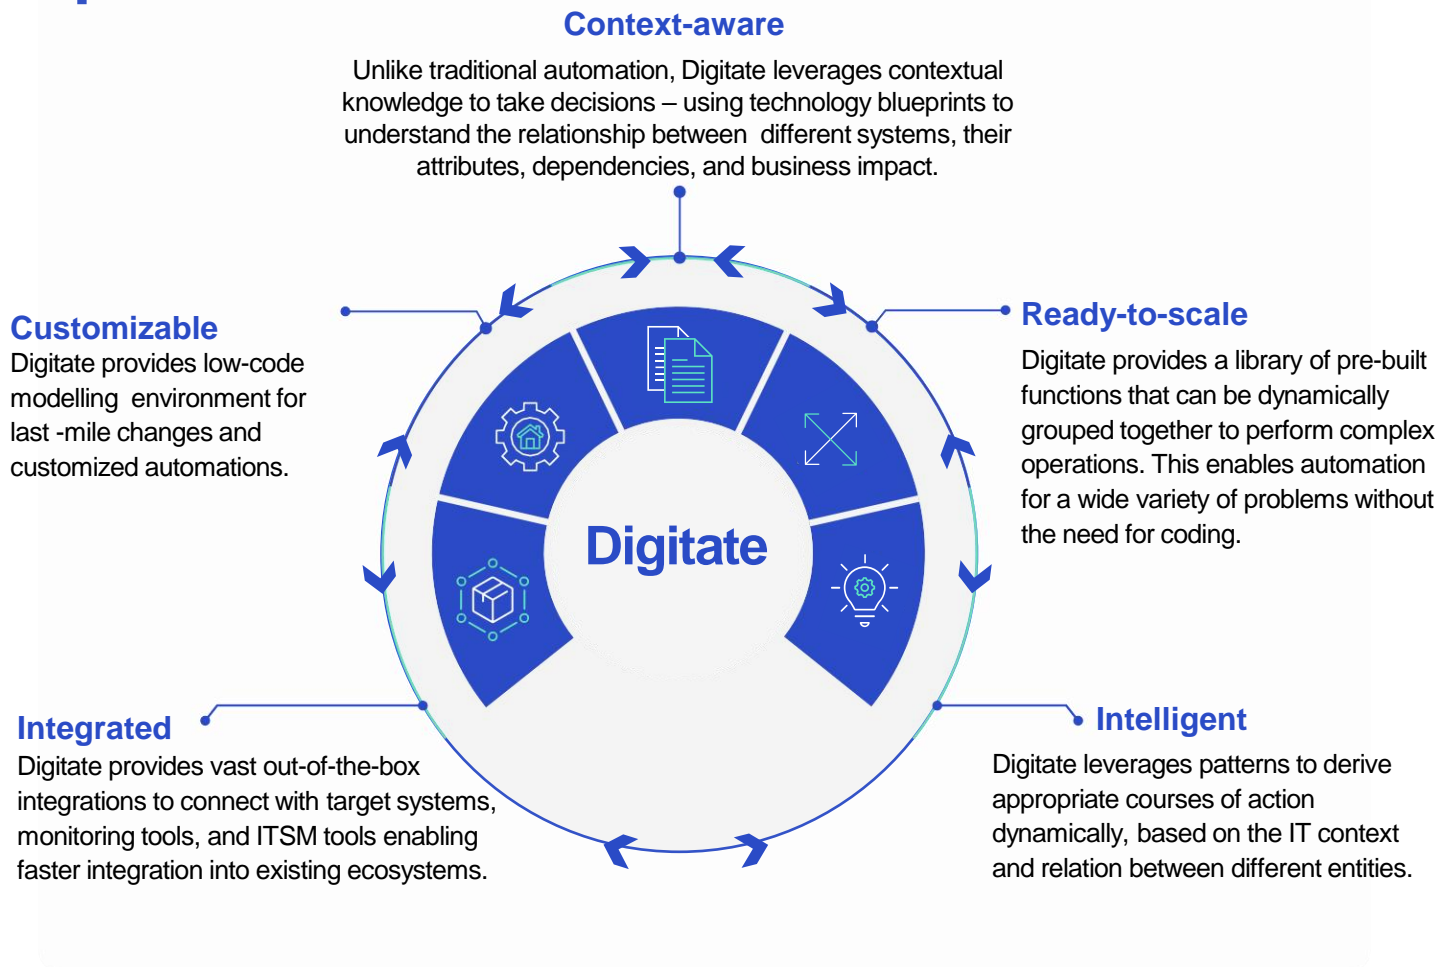 Context-aware
Unlike traditional automation, Digitate leverages contextual
knowledge to take decisions – using technology blueprints to
understand the relationship between  different systems, their
attributes, dependencies, and business impact.
Customizable
Digitate provides low-code
modelling  environment for
last -mile changes and
customized automations.
Ready-to-scale
Digitate provides a library of pre-built
functions that can be dynamically
grouped together to perform complex
operations. This enables automation
for a wide variety of problems without
the need for coding.
Digitate
Integrated
Digitate provides vast out-of-the-box
integrations to connect with target systems,
monitoring tools, and ITSM tools enabling
faster integration into existing ecosystems.
Intelligent
Digitate leverages patterns to derive
appropriate courses of action
dynamically, based on the IT context
and relation between different entities.